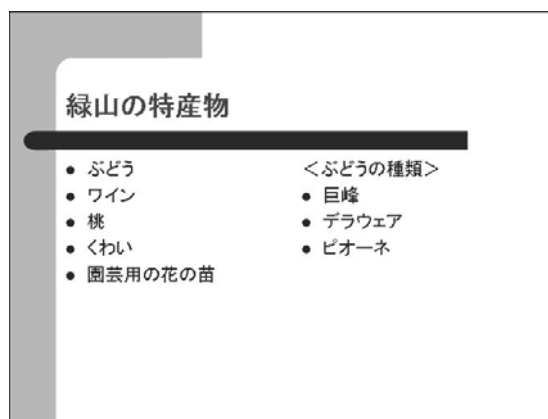 緑山の特産物
● ぶどう
● ワイン
● 桃
● くわい
● 園芸用の花の苗
＜ぶどうの種類＞
● 巨峰
● デラウェア
● ピオーネ